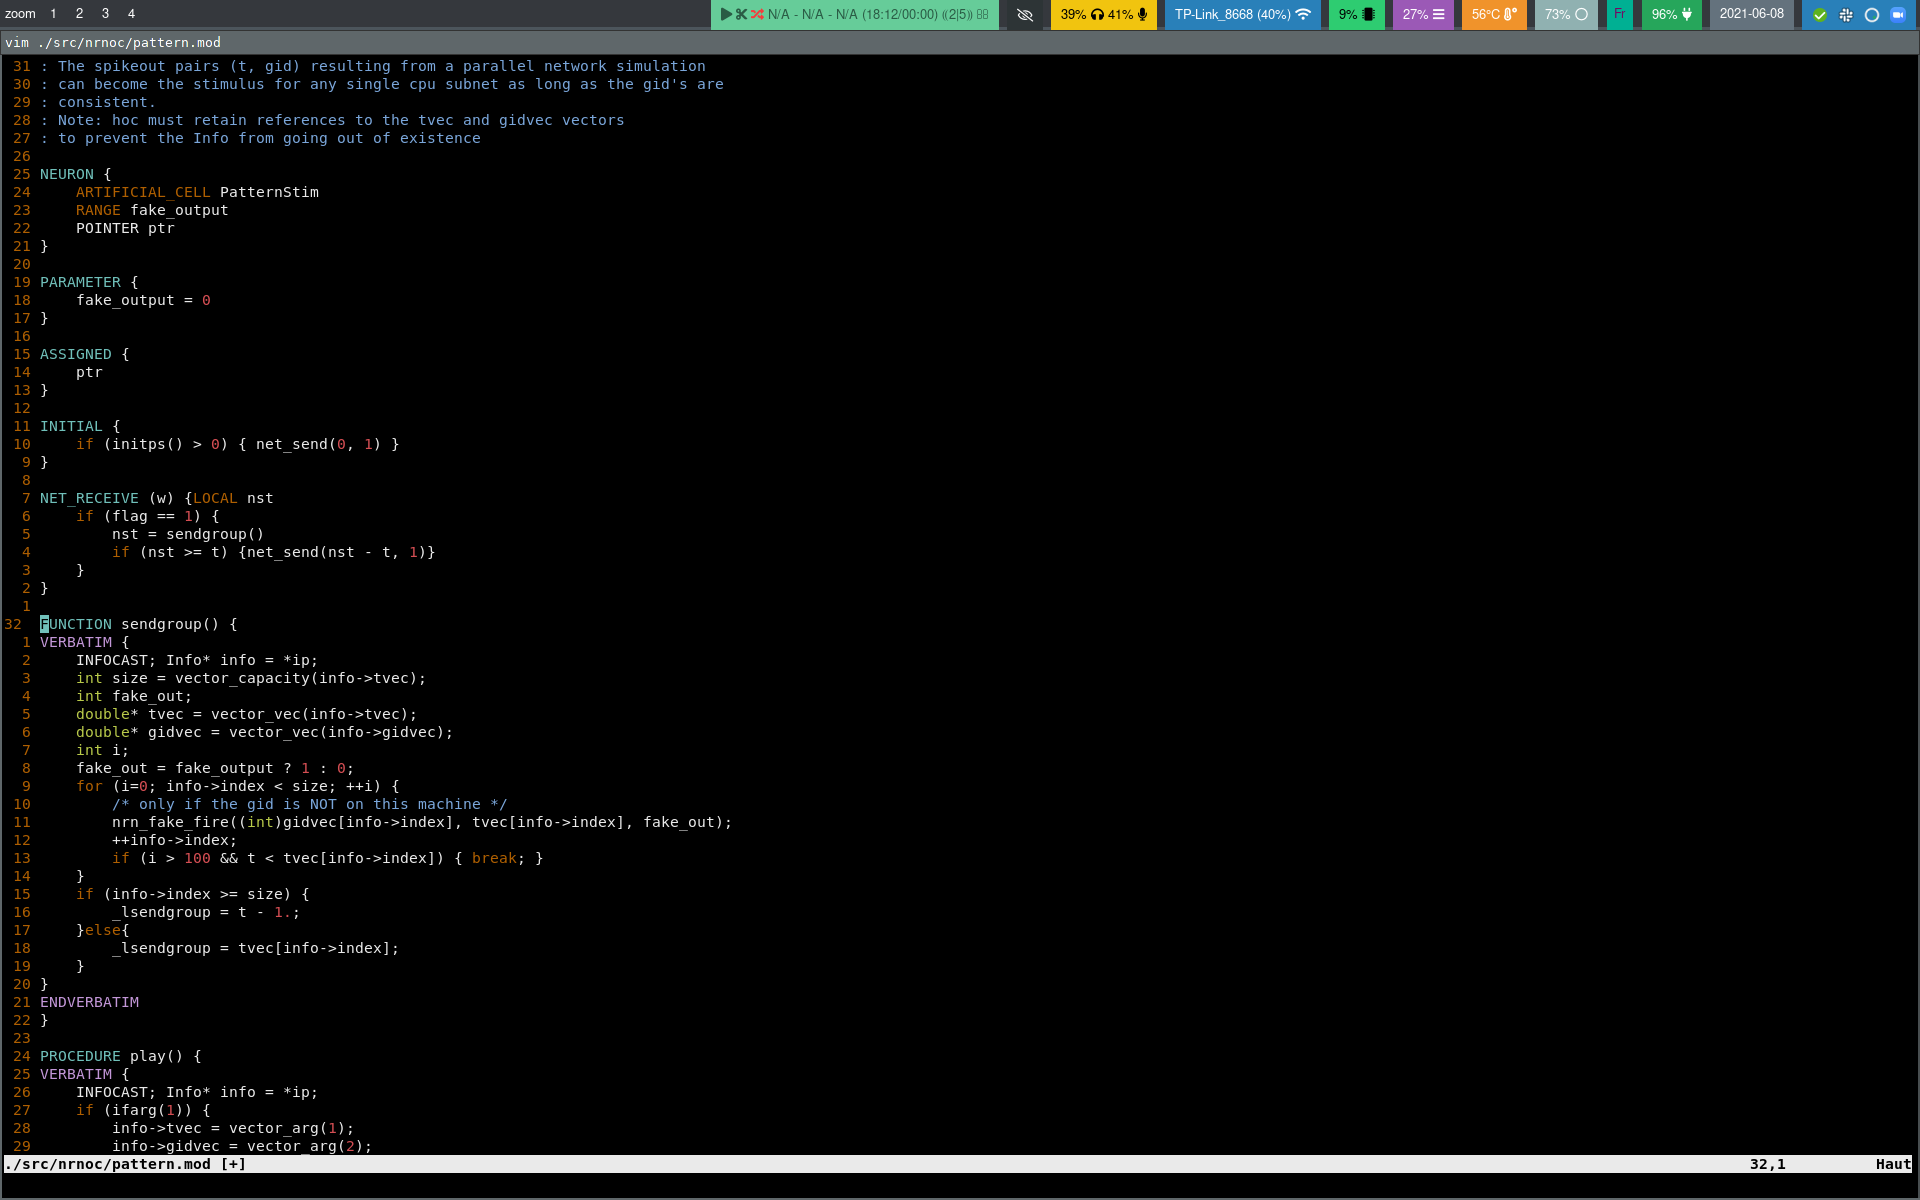 zoom 1 2 3 4 N/A - N/A - N/A (18:12/00:00) ((2|5)) 39% 41% TP-Link_8668 (40%) 9% 27% 56°C 73% Fr 96% 2021-06-08
vim ./src/nrnoc/pattern.mod
31 : The spikeout pairs (t, gid) resulting from a parallel network simulation
30 : can become the stimulus for any single cpu subnet as long as the gid's are
29 : consistent.
28 : Note: hoc must retain references to the tvec and gidvec vectors
27 : to prevent the Info from going out of existence
26
25 NEURON {
24     ARTIFICIAL_CELL PatternStim
23     RANGE fake_output
22     POINTER ptr
21 }
20
19 PARAMETER {
18     fake_output = 0
17 }
16
15 ASSIGNED {
14     ptr
13 }
12
11 INITIAL {
10     if (initps() > 0) { net_send(0, 1) }
9 }
8
7 NET_RECEIVE (w) {LOCAL nst
6     if (flag == 1) {
5         nst = sendgroup()
4         if (nst >= t) {net_send(nst - t, 1)}
3     }
2 }
1
32 FUNCTION sendgroup() {
1 VERBATIM {
2     INFOCAST; Info* info = *ip;
3     int size = vector_capacity(info->tvec);
4     int fake_out;
5     double* tvec = vector_vec(info->tvec);
6     double* gidvec = vector_vec(info->gidvec);
7     int i;
8     fake_out = fake_output ? 1 : 0;
9     for (i=0; info->index < size; ++i) {
10         /* only if the gid is NOT on this machine */
11         nrn_fake_fire((int)gidvec[info->index], tvec[info->index], fake_out);
12         ++info->index;
13         if (i > 100 && t < tvec[info->index]) { break; }
14     }
15     if (info->index >= size) {
16         _lsendgroup = t - 1.;
17     }else{
18         _lsendgroup = tvec[info->index];
19     }
20 }
21 ENDVERBATIM
22 }
23
24 PROCEDURE play() {
25 VERBATIM {
26     INFOCAST; Info* info = *ip;
27     if (ifarg(1)) {
28         info->tvec = vector_arg(1);
29         info->gidvec = vector_arg(2);
./src/nrnoc/pattern.mod [+] 32,1 Haut